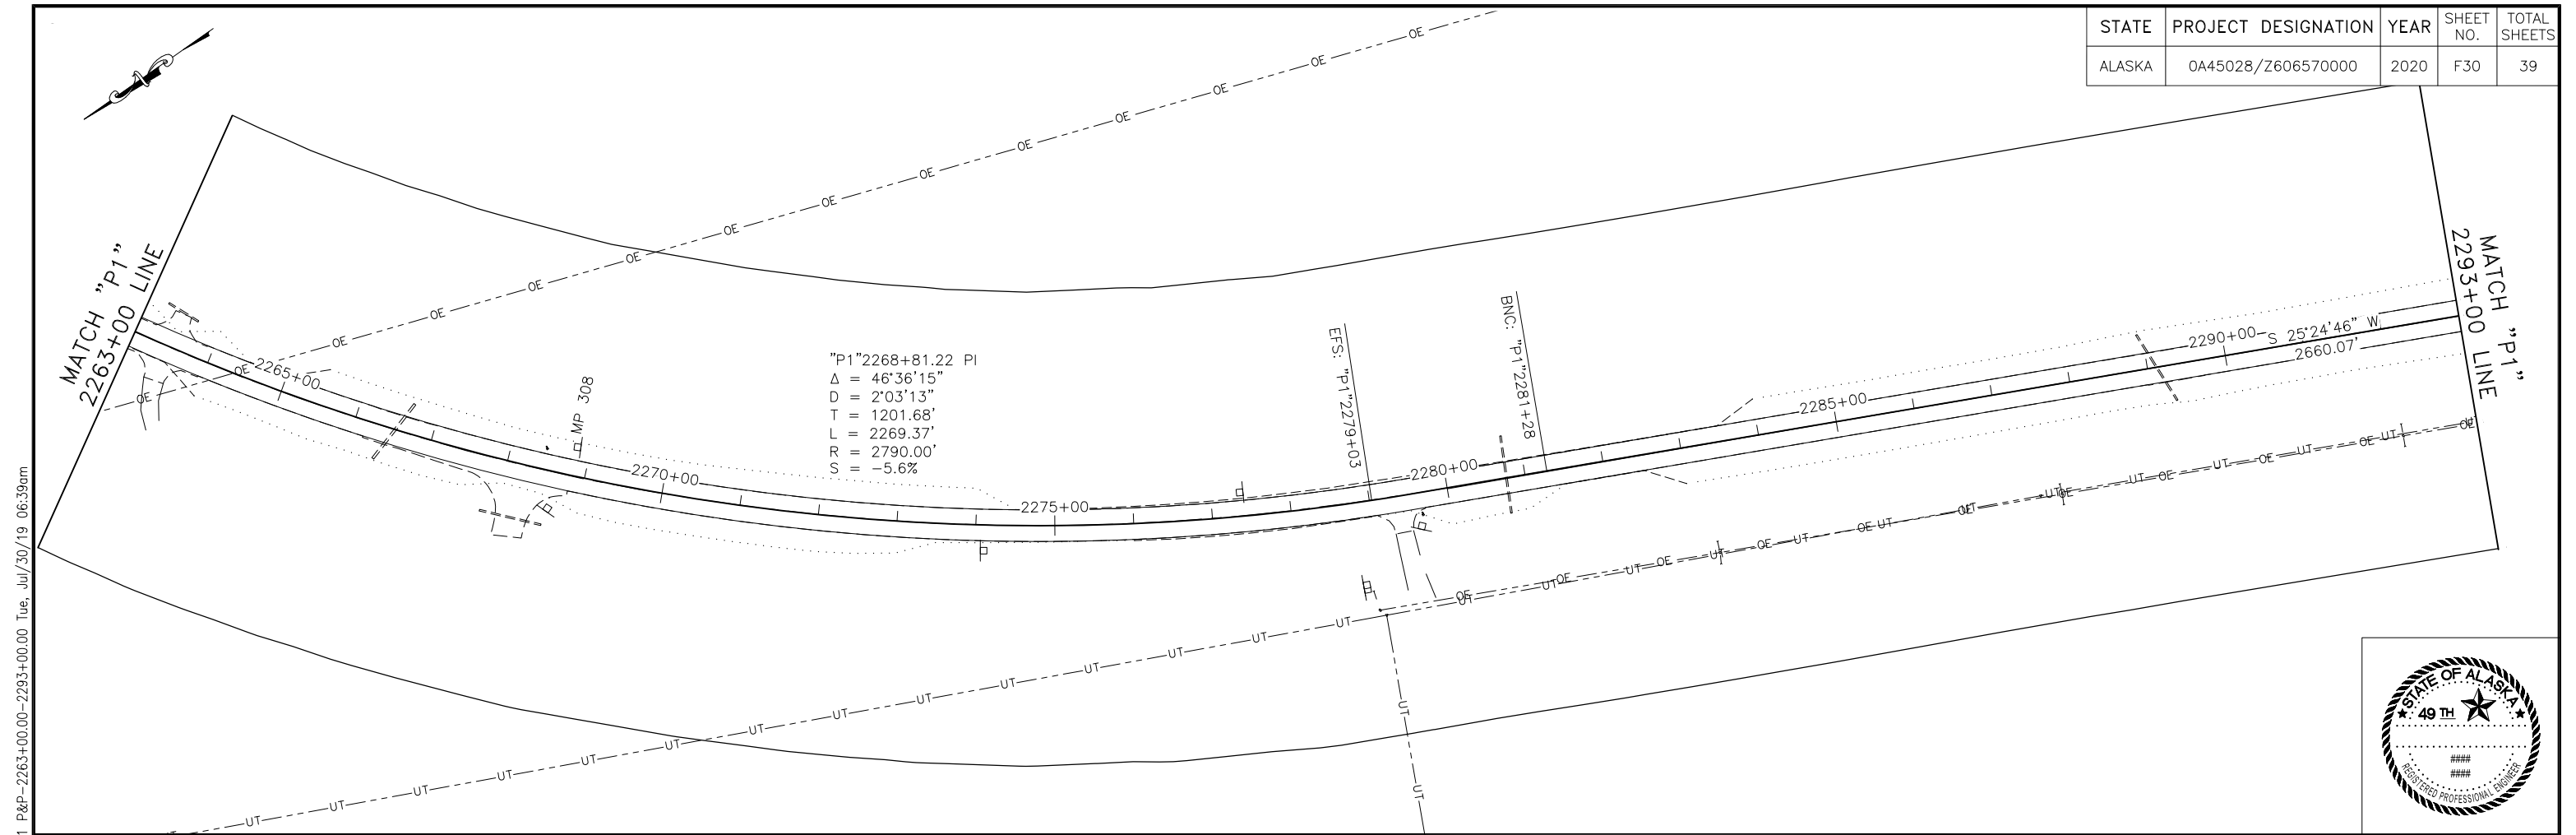 STATE PROJECT DESIGNATION YEAR SHEET NO. TOTAL SHEETS
ALASKA 0A45028/Z606570000 2020 F30 39
MATCH "P1"
2263+00 LINE
2265+00
MP 308
2270+00
"P1"2268+81.22 PI
Δ = 46°36'15"
D = 2°03'13"
T = 1201.68'
L = 2269.37'
R = 2790.00'
S = -5.6%
2275+00
EFS: "P1"2279+03
2280+00
BNC: "P1"2281+28
2285+00
2290+00
S 25°24'46" W
2660.07'
MATCH "P1"
2293+00 LINE
OE
UT
STATE OF ALASKA
49 TH
####
####
REGISTERED PROFESSIONAL ENGINEER
1 P&P-2263+00.00-2293+00.00 Tue, Jul/30/19 06:39am